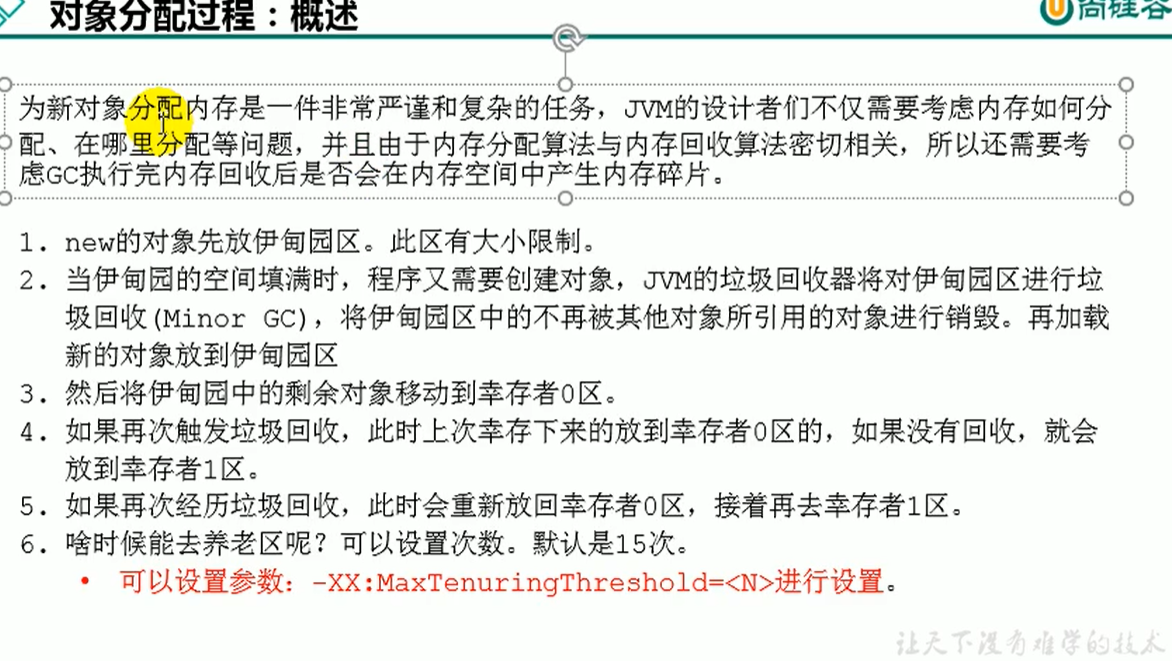 对象分配过程：概述
尚硅谷
为新对象分配内存是一件非常严谨和复杂的任务，JVM的设计者们不仅需要考虑内存如何分
配、在哪里分配等问题，并且由于内存分配算法与内存回收算法密切相关，所以还需要考
虑GC执行完内存回收后是否会在内存空间中产生内存碎片。
1. new的对象先放伊甸园区。此区有大小限制。
2. 当伊甸园的空间填满时，程序又需要创建对象，JVM的垃圾回收器将对伊甸园区进行垃
圾回收(Minor GC)，将伊甸园区中的不再被其他对象所引用的对象进行销毁。再加载
新的对象放到伊甸园区
3. 然后将伊甸园中的剩余对象移动到幸存者0区。
4. 如果再次触发垃圾回收，此时上次幸存下来的放到幸存者0区的，如果没有回收，就会
放到幸存者1区。
5. 如果再次经历垃圾回收，此时会重新放回幸存者0区，接着再去幸存者1区。
6. 啥时候能去养老区呢？可以设置次数。默认是15次。
• 可以设置参数：-XX:MaxTenuringThreshold=<N>进行设置。
让天下没有难学的技术